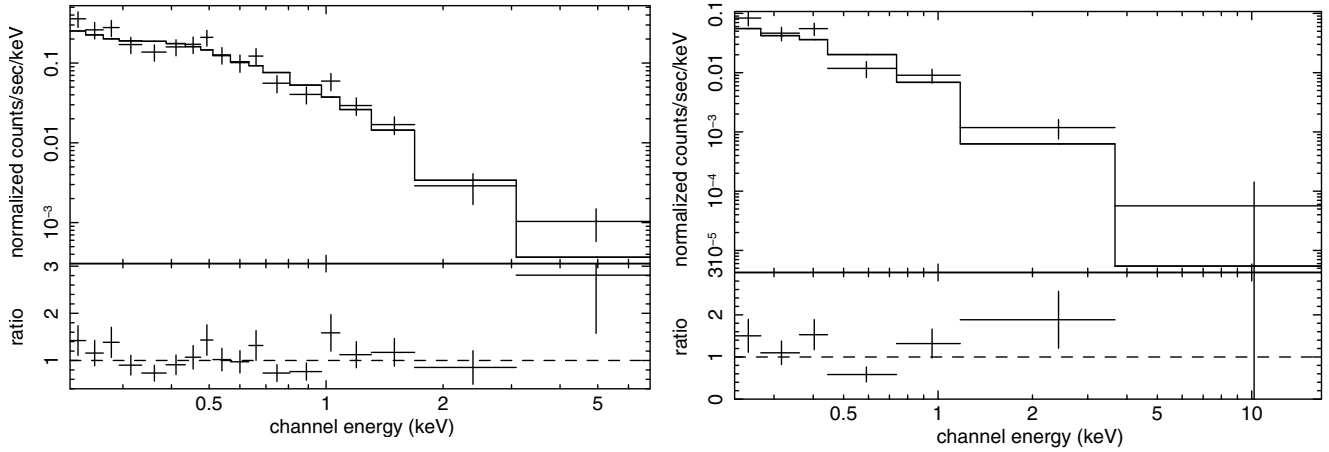 normalized counts/sec/keV
0.1
0.01
10⁻³
ratio
3
2
1
0.5 1 2 5
channel energy (keV)
normalized counts/sec/keV
0.1
0.01
10⁻³
10⁻⁴
10⁻⁵
ratio
3
2
1
0
0.5 1 2 5 10
channel energy (keV)